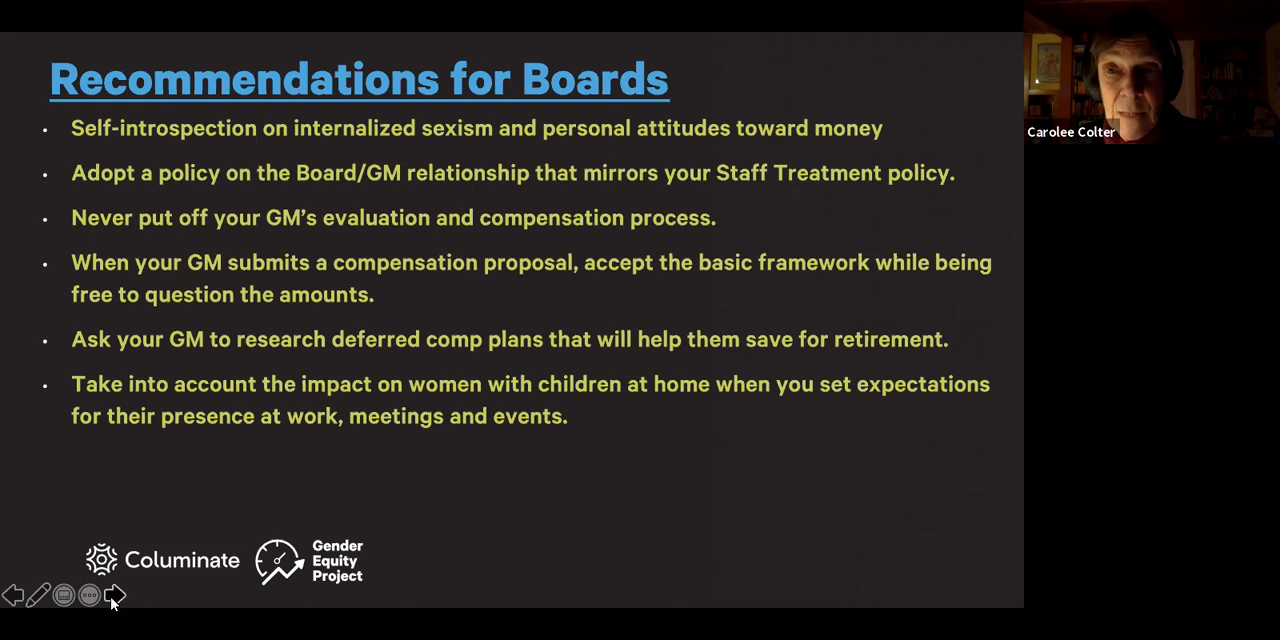 Recommendations for Boards
• Self-introspection on internalized sexism and personal attitudes toward money
• Adopt a policy on the Board/GM relationship that mirrors your Staff Treatment policy.
• Never put off your GM’s evaluation and compensation process.
• When your GM submits a compensation proposal, accept the basic framework while being
free to question the amounts.
• Ask your GM to research deferred comp plans that will help them save for retirement.
• Take into account the impact on women with children at home when you set expectations
for their presence at work, meetings and events.
Columinate
Gender
Equity
Project
Carolee Colter